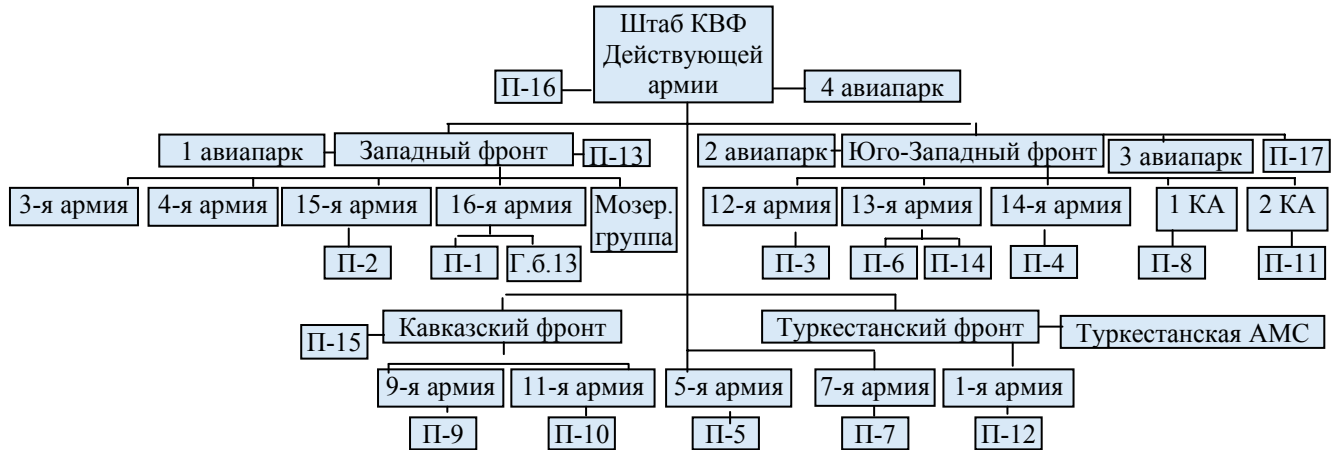 Штаб КВФ
Действующей
армии
П-16
4 авиапарк
1 авиапарк
Западный фронт
П-13
2 авиапарк
Юго-Западный фронт
3 авиапарк
П-17
3-я армия
4-я армия
15-я армия
16-я армия
Мозер.
группа
12-я армия
13-я армия
14-я армия
1 КА
2 КА
П-2
П-1
Г.б.13
П-3
П-6
П-14
П-4
П-8
П-11
П-15
Кавказский фронт
Туркестанский фронт
Туркестанская АМС
9-я армия
11-я армия
5-я армия
7-я армия
1-я армия
П-9
П-10
П-5
П-7
П-12